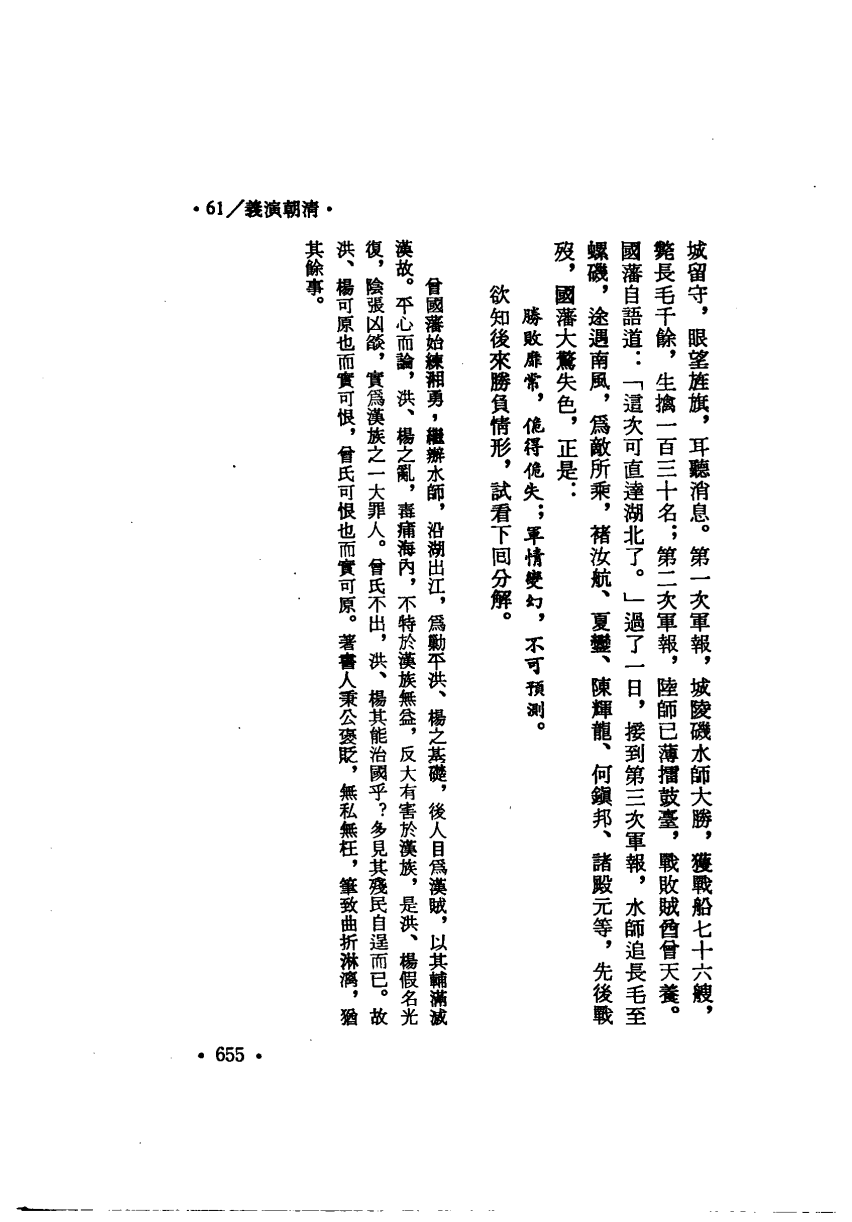 ·61／義演朝清·
城留守，眼望旌旗，耳聽消息。第一次軍報，城陵磯水師大勝，獲戰船七十六艘，
斃長毛千餘，生擒一百三十名；第二次軍報，陸師已薄擂鼓臺，戰敗賊酋曾天養。
國藩自語道：「這次可直達湖北了。」過了一日，接到第三次軍報，水師追長毛至
螺磯，途遇南風，爲敵所乘，褚汝航、夏鑾、陳輝龍、何鎭邦、諸殿元等，先後戰
歿，國藩大驚失色，正是：
勝敗靡常，倏得倏失；軍情變幻，不可預測。
欲知後來勝負情形，試看下回分解。
曾國藩始練湘勇，繼辦水師，沿湖出江，爲勦平洪、楊之基礎，後人目爲漢賊，以其輔滿滅
漢故。平心而論，洪、楊之亂，毒痡海內，不特於漢族無益，反大有害於漢族，是洪、楊假名光
復，陰張凶燄，實爲漢族之一大罪人。曾氏不出，洪、楊其能治國乎？多見其殘民自逞而已。故
洪、楊可原也而實可恨，曾氏可恨也而實可原。著書人秉公褒貶，無私無枉，筆致曲折淋漓，猶
其餘事。
·655·